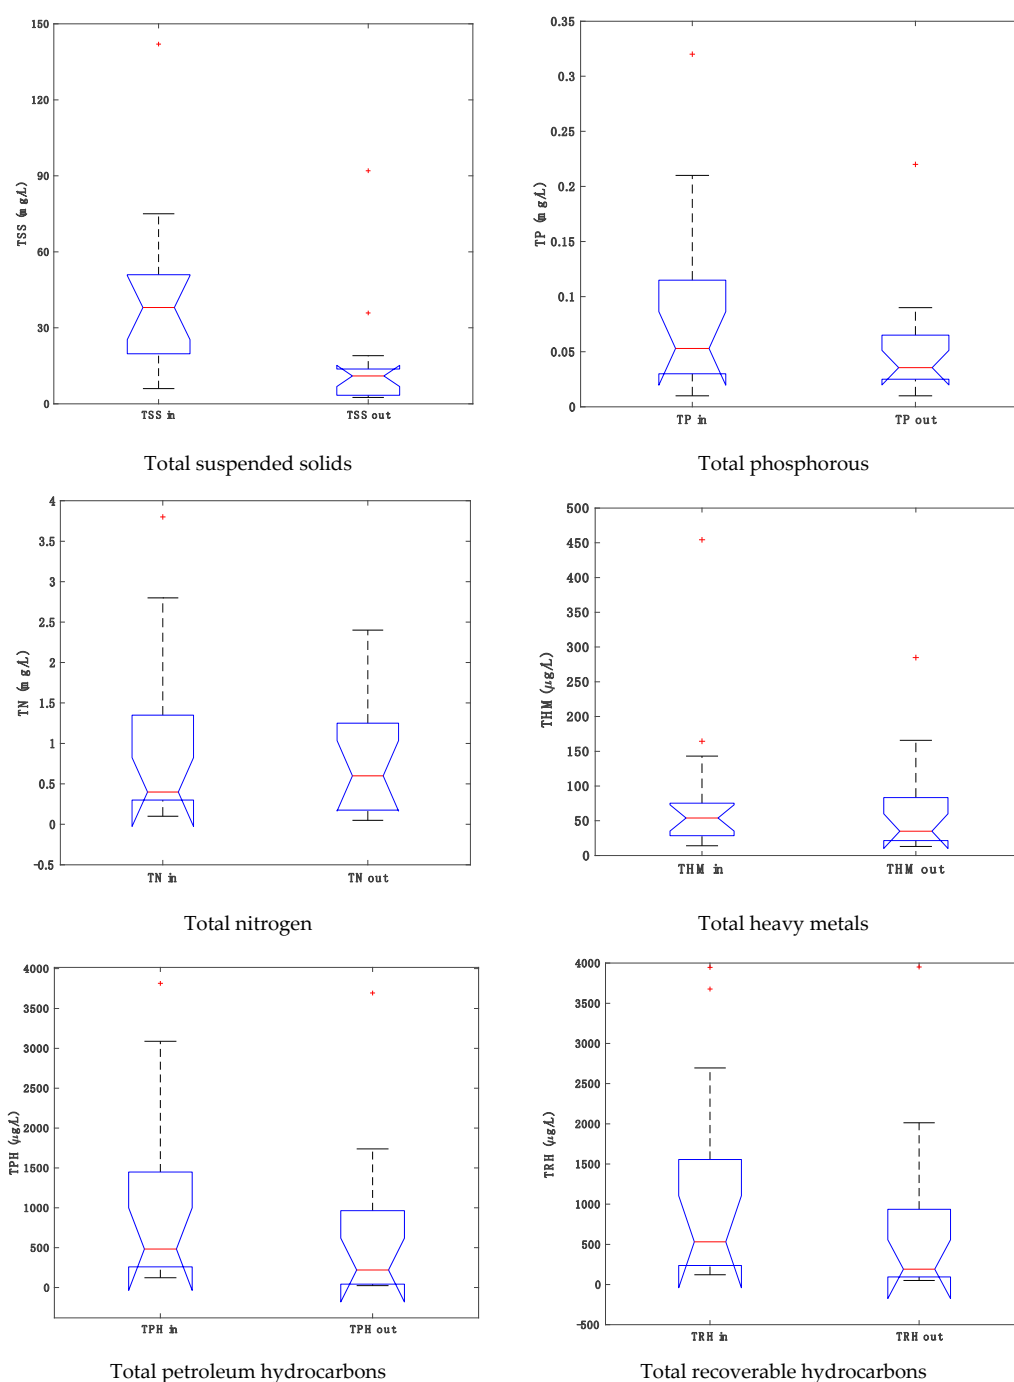 150
120
90
60
30
0
TSS (mg/L)
TSS in
TSS out
Total suspended solids
0.35
0.3
0.25
0.2
0.15
0.1
0.05
0
TP (mg/L)
TP in
TP out
Total phosphorous
4
3.5
3
2.5
2
1.5
1
0.5
0
-0.5
TN (mg/L)
TN in
TN out
Total nitrogen
500
450
400
350
300
250
200
150
100
50
0
THM (µg/L)
THM in
THM out
Total heavy metals
4000
3500
3000
2500
2000
1500
1000
500
0
TPH (µg/L)
TPH in
TPH out
Total petroleum hydrocarbons
4000
3500
3000
2500
2000
1500
1000
500
0
-500
TRH (µg/L)
TRH in
TRH out
Total recoverable hydrocarbons